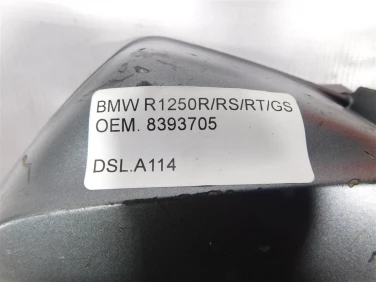 BMW R1250R/RS/RT/GS
OEM. 8393705
DSL.A114